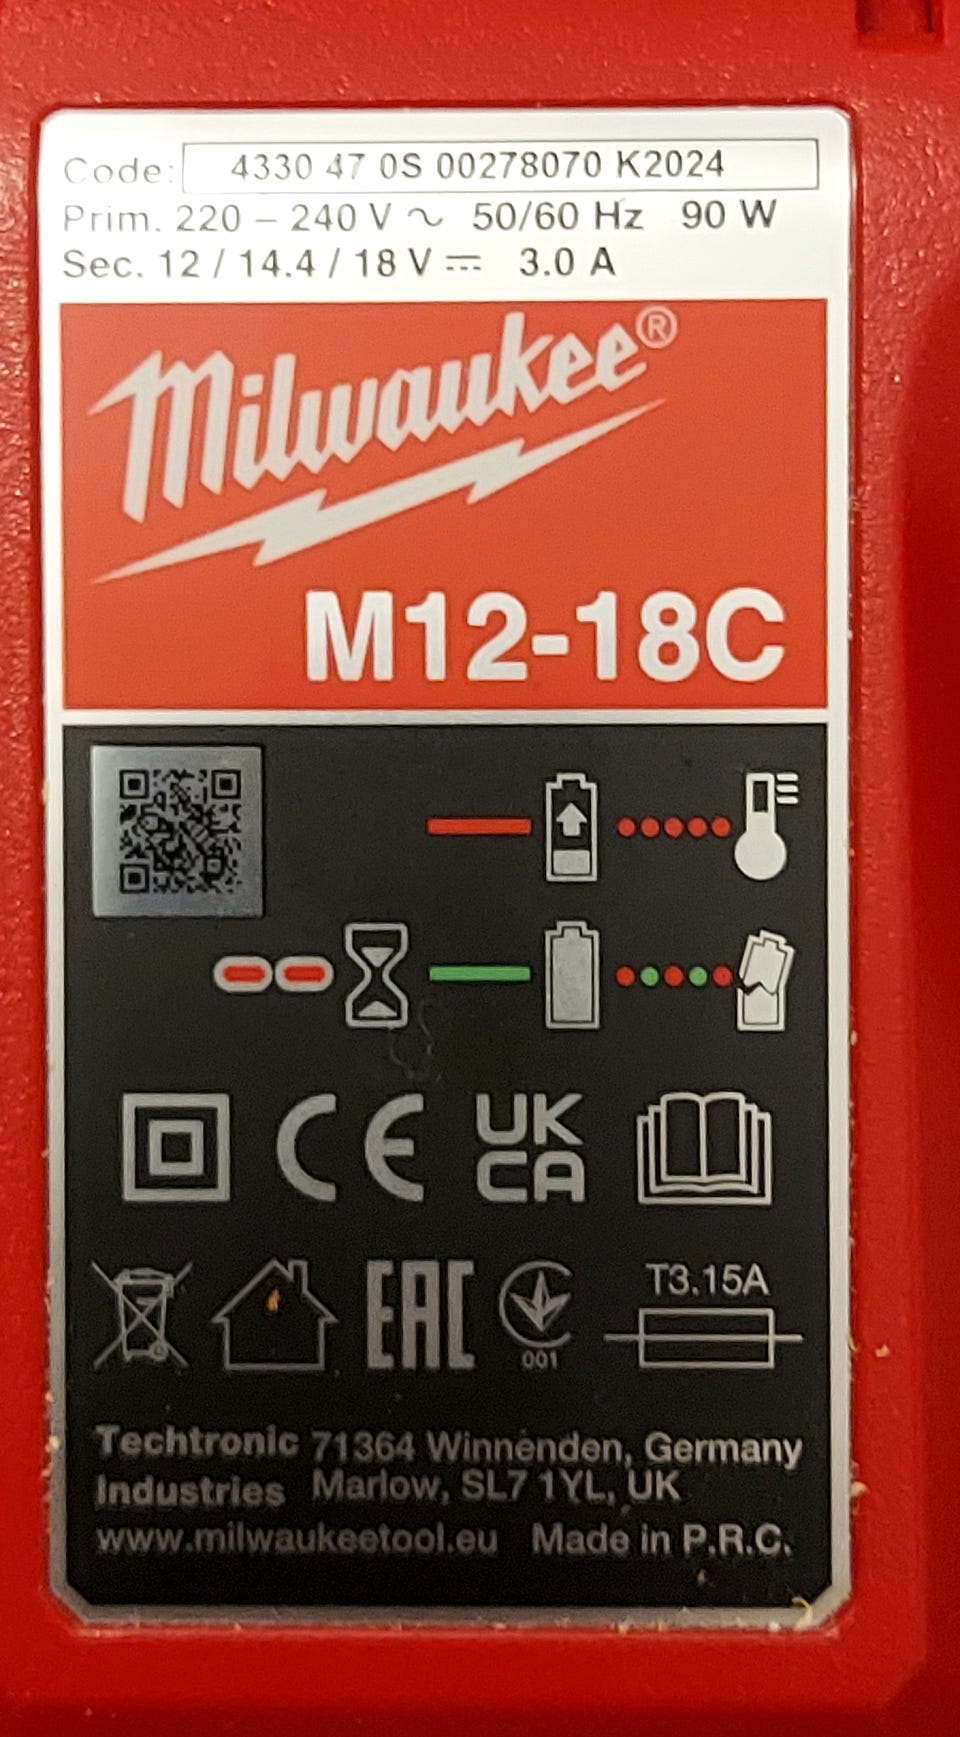 Code: 4330 47 0S 00278070 K2024
Prim. 220 – 240 V ~ 50/60 Hz 90 W
Sec. 12 / 14.4 / 18 V ⎓ 3.0 A
Milwaukee®
M12-18C
CE UK
CA
EAC 001 T3.15A
Techtronic 71364 Winnenden, Germany
Industries Marlow, SL7 1YL, UK
www.milwaukeetool.eu Made in P.R.C.